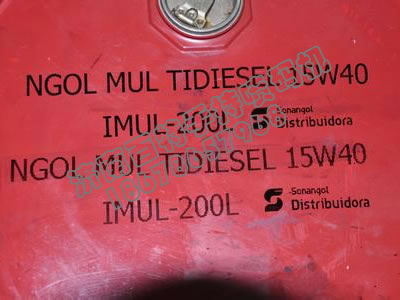 NGOL MUL TIDIESEL 15W40
IMUL-200L Sonangol Distribuidora
NGOL MUL TIDIESEL 15W40
IMUL-200L Sonangol Distribuidora